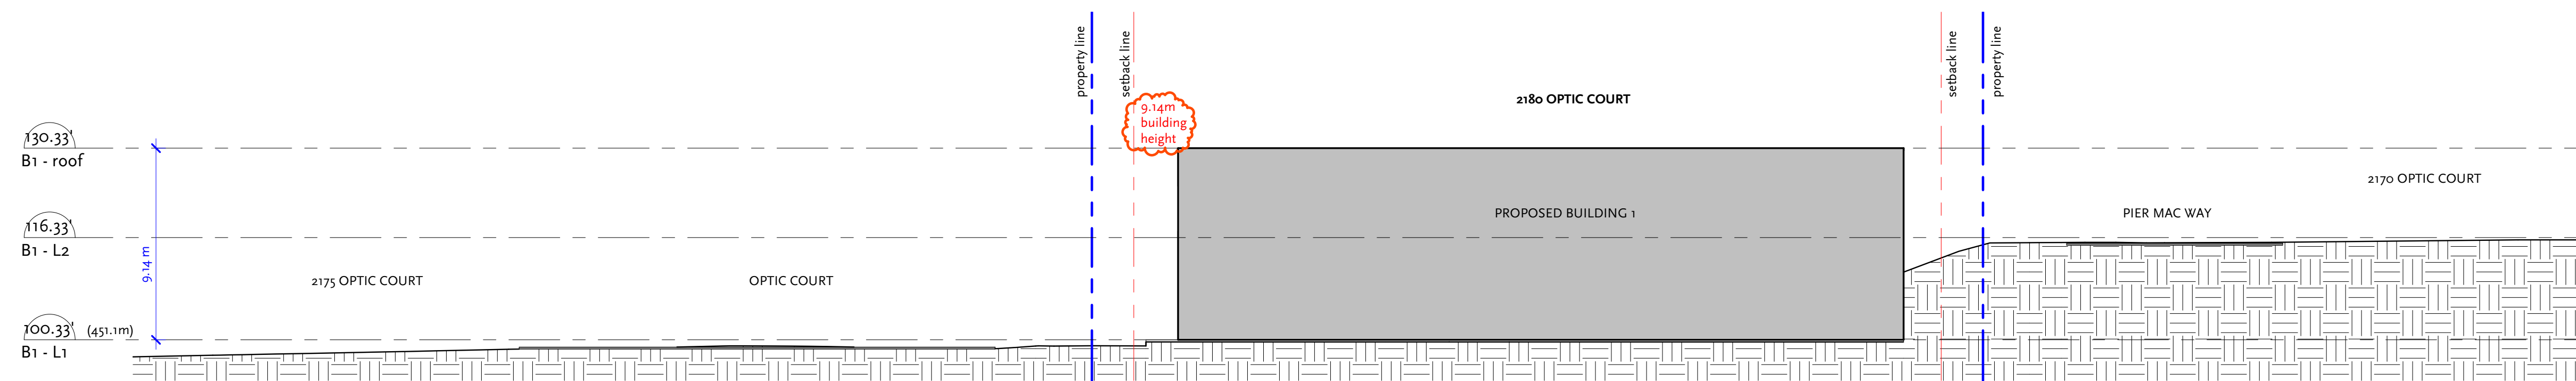 property line
setback line
setback line
property line
2180 OPTIC COURT
9.14m
building
height
130.33'
B1 - roof
2170 OPTIC COURT
116.33'
B1 - L2
PROPOSED BUILDING 1
PIER MAC WAY
9.14 m
2175 OPTIC COURT
OPTIC COURT
100.33' (451.1m)
B1 - L1